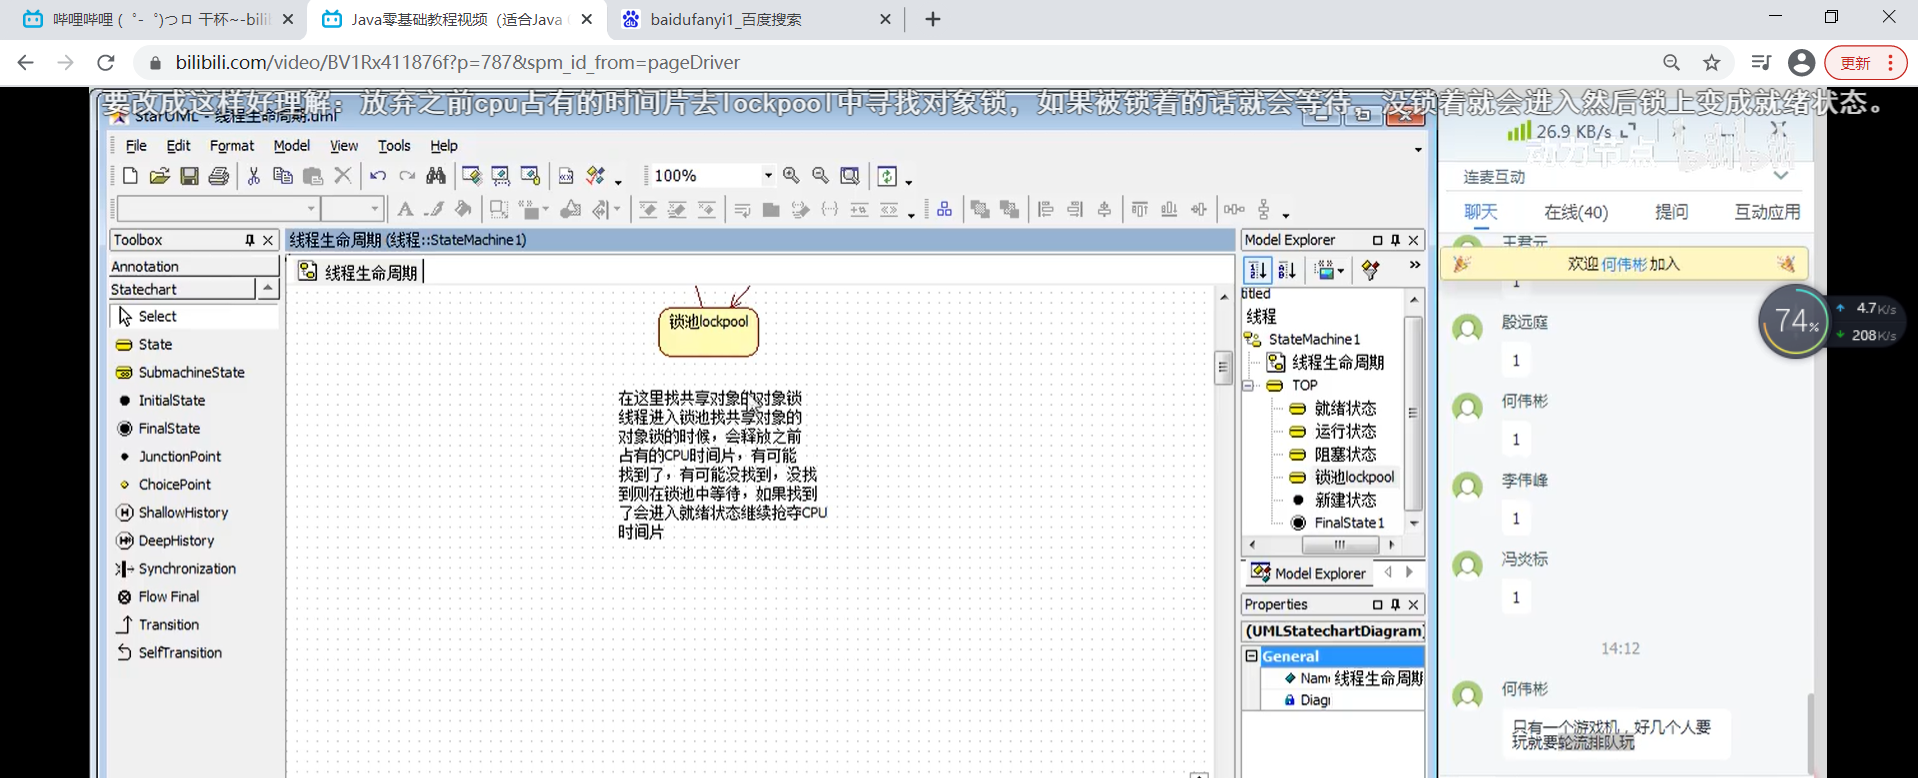 哔哩哔哩 (゜-゜)つロ 干杯~-bili
Java零基础教程视频（适合Java
baidufanyi1_百度搜索
bilibili.com/video/BV1Rx411876f?p=787&spm_id_from=pageDriver
更新
要改成这样好理解：放弃之前cpu占有的时间片去lockpool中寻找对象锁，如果被锁着的话就会等待。没锁着就会进入然后锁上变成就绪状态。
StarUML - 线程生命周期.uml
26.9 KB/s
动力节点
bilibili
File Edit Format Model View Tools Help
连麦互动
100%
聊天 在线(40) 提问 互动应用
Toolbox
线程生命周期 (线程::StateMachine1)
Model Explorer
王君元
Annotation
Statechart
线程生命周期
欢迎 何伟彬 加入
1
Select
State
SubmachineState
InitialState
FinalState
JunctionPoint
ChoicePoint
ShallowHistory
DeepHistory
Synchronization
Flow Final
Transition
SelfTransition
锁池lockpool
在这里找共享对象的对象锁
线程进入锁池找共享对象的
对象锁的时候，会释放之前
占有的CPU时间片，有可能
找到了，有可能没找到，没找
到则在锁池中等待，如果找到
了会进入就绪状态继续抢夺CPU
时间片
itled
线程
StateMachine1
线程生命周期
TOP
就绪状态
运行状态
阻塞状态
锁池lockpool
新建状态
FinalState1
Model Explorer
Properties
(UMLStatechartDiagram)
General
Nam 线程生命周期
Diagr
74%
4.7K/s
208K/s
殷远庭
1
何伟彬
1
李伟峰
1
冯炎标
1
14:12
何伟彬
只有一个游戏机，好几个人要
玩就要轮流排队玩